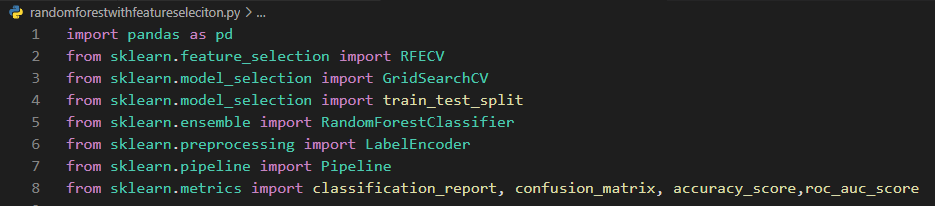 randomforestwithfeatureseleciton.py > ...
1 import pandas as pd
2 from sklearn.feature_selection import RFECV
3 from sklearn.model_selection import GridSearchCV
4 from sklearn.model_selection import train_test_split
5 from sklearn.ensemble import RandomForestClassifier
6 from sklearn.preprocessing import LabelEncoder
7 from sklearn.pipeline import Pipeline
8 from sklearn.metrics import classification_report, confusion_matrix, accuracy_score,roc_auc_score